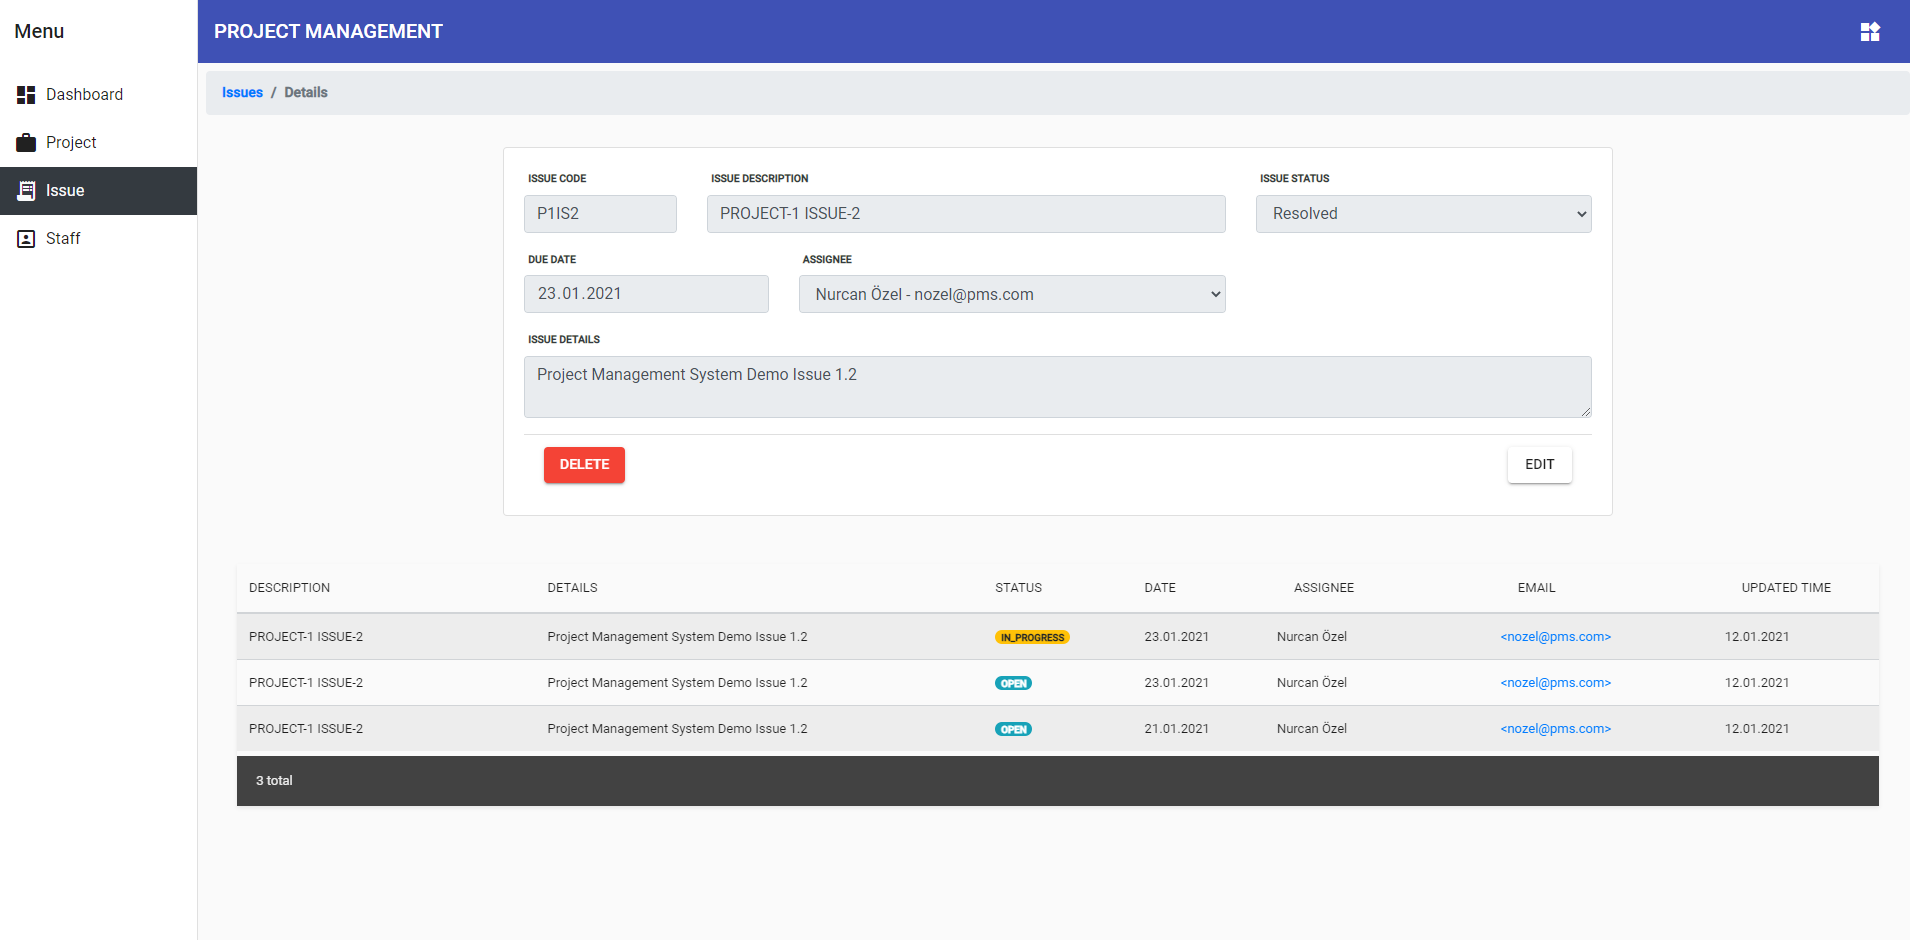 Menu
PROJECT MANAGEMENT
Dashboard
Project
Issue
Staff
Issues / Details
ISSUE CODE ISSUE DESCRIPTION ISSUE STATUS
P1IS2 PROJECT-1 ISSUE-2 Resolved
DUE DATE ASSIGNEE
23.01.2021 Nurcan Özel - nozel@pms.com
ISSUE DETAILS
Project Management System Demo Issue 1.2
DELETE EDIT
DESCRIPTION DETAILS STATUS DATE ASSIGNEE EMAIL UPDATED TIME
PROJECT-1 ISSUE-2 Project Management System Demo Issue 1.2 IN_PROGRESS 23.01.2021 Nurcan Özel <nozel@pms.com> 12.01.2021
PROJECT-1 ISSUE-2 Project Management System Demo Issue 1.2 OPEN 23.01.2021 Nurcan Özel <nozel@pms.com> 12.01.2021
PROJECT-1 ISSUE-2 Project Management System Demo Issue 1.2 OPEN 21.01.2021 Nurcan Özel <nozel@pms.com> 12.01.2021
3 total